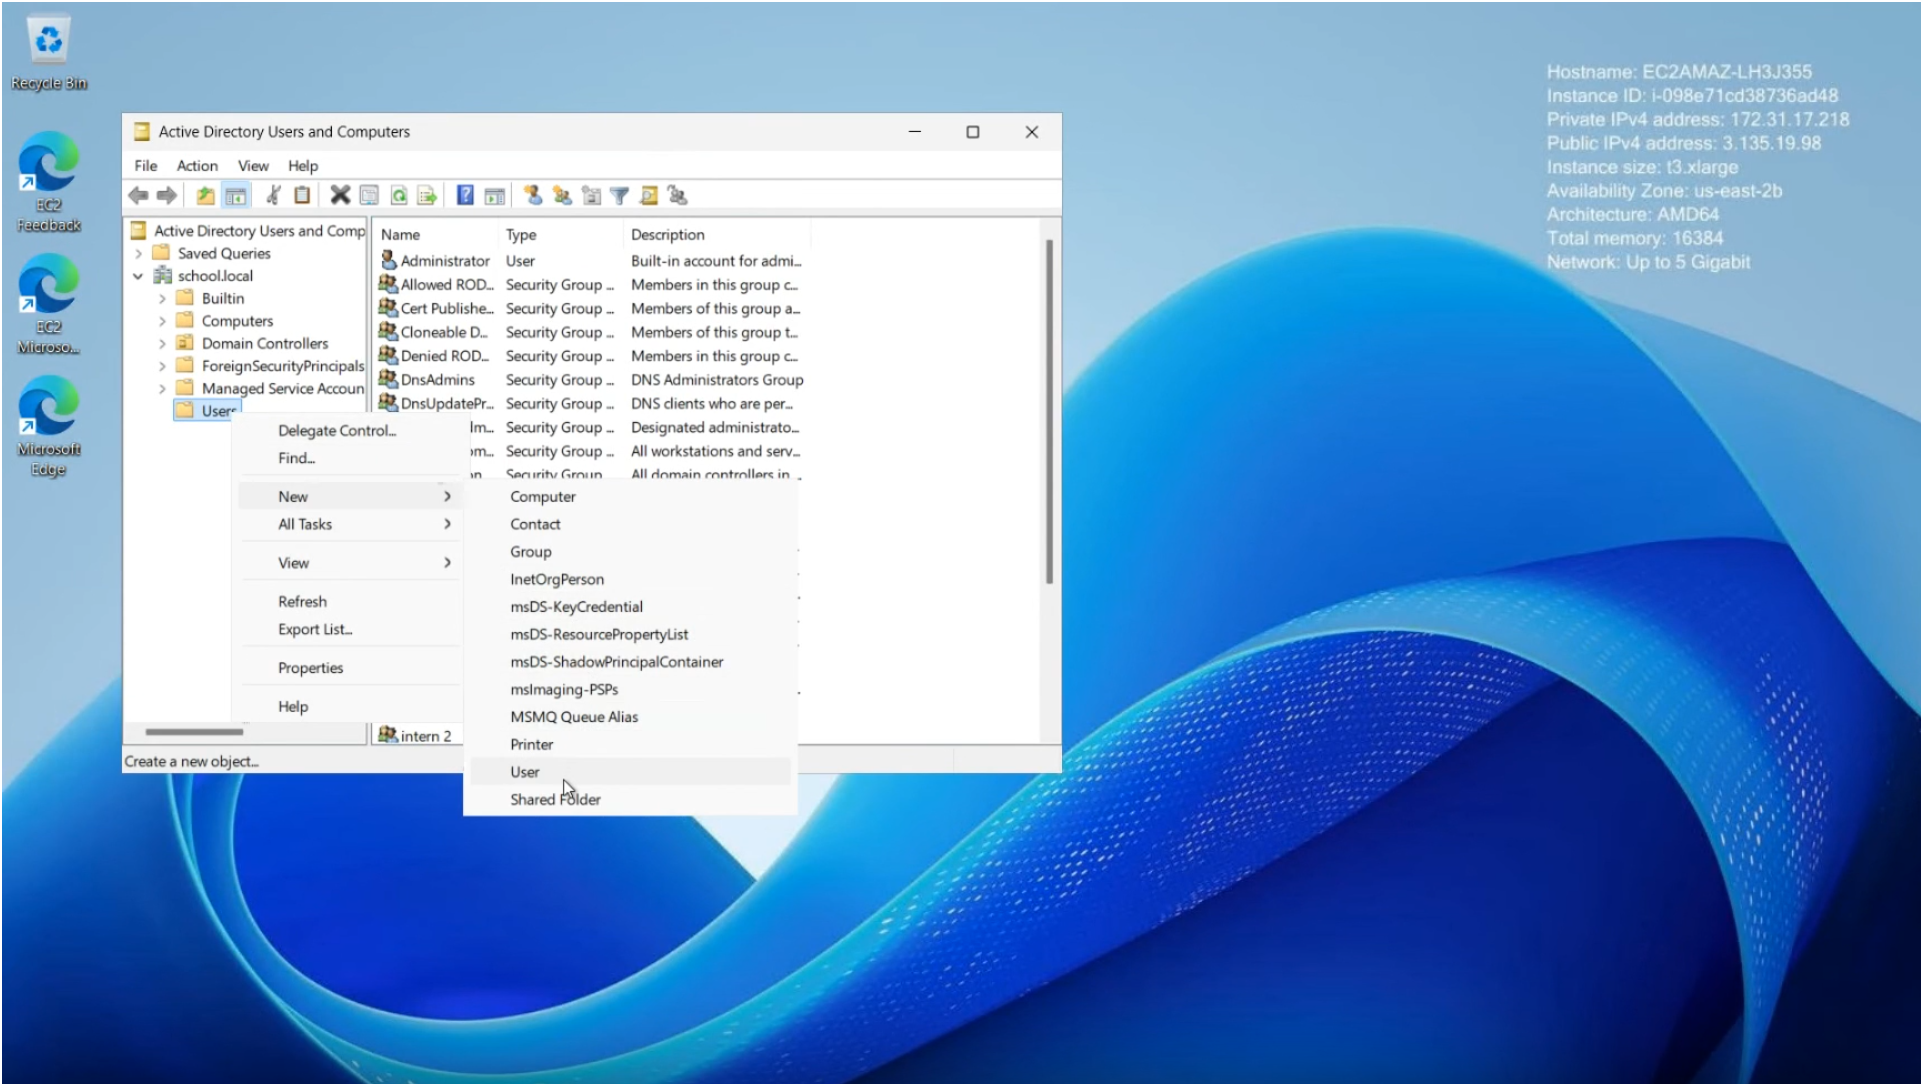 Recycle Bin
EC2
Feedback
EC2
Microso...
Microsoft
Edge
Hostname: EC2AMAZ-LH3J355
Instance ID: i-098e71cd38736ad48
Private IPv4 address: 172.31.17.218
Public IPv4 address: 3.135.19.98
Instance size: t3.xlarge
Availability Zone: us-east-2b
Architecture: AMD64
Total memory: 16384
Network: Up to 5 Gigabit
Active Directory Users and Computers
File Action View Help
Active Directory Users and Comp
Saved Queries
school.local
Builtin
Computers
Domain Controllers
ForeignSecurityPrincipals
Managed Service Accoun
Users
Name Type Description
Administrator User Built-in account for admi...
Allowed ROD... Security Group ... Members in this group c...
Cert Publishe... Security Group ... Members of this group a...
Cloneable D... Security Group ... Members of this group t...
Denied ROD... Security Group ... Members in this group c...
DnsAdmins Security Group ... DNS Administrators Group
DnsUpdatePr... Security Group ... DNS clients who are per...
Security Group ... Designated administrato...
Security Group ... All workstations and serv...
Security Group ... All domain controllers in ...
intern 2
Delegate Control...
Find...
New
All Tasks
View
Refresh
Export List...
Properties
Help
Computer
Contact
Group
InetOrgPerson
msDS-KeyCredential
msDS-ResourcePropertyList
msDS-ShadowPrincipalContainer
msImaging-PSPs
MSMQ Queue Alias
Printer
User
Shared Folder
Create a new object...